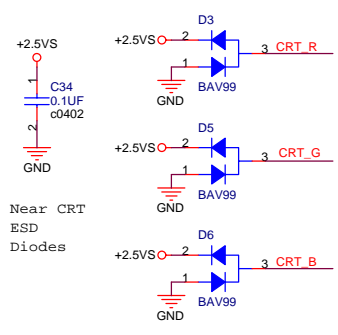 +2.5VS
1
C34
0.1UF
c0402
2
GND
Near CRT
ESD
Diodes
D3
+2.5VS
2
3
CRT_R
1
BAV99
GND
D5
+2.5VS
2
3
CRT_G
1
BAV99
GND
D6
+2.5VS
2
3
CRT_B
1
BAV99
GND